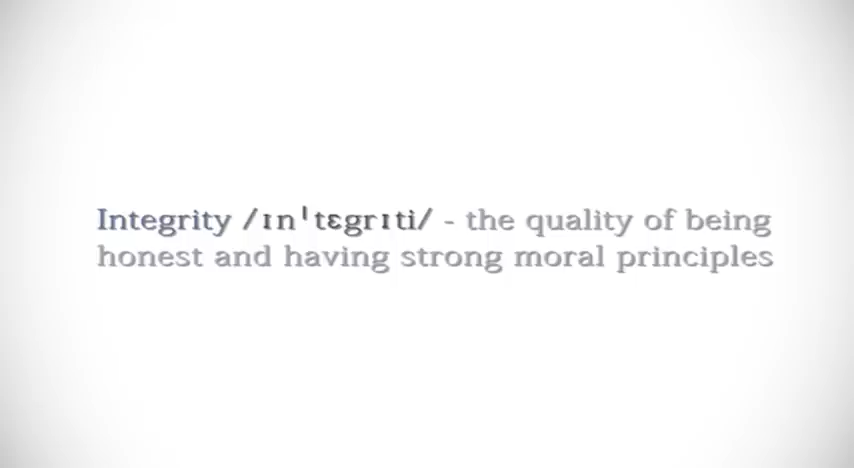 Integrity /ɪnˈtɛgrɪti/ - the quality of being
honest and having strong moral principles